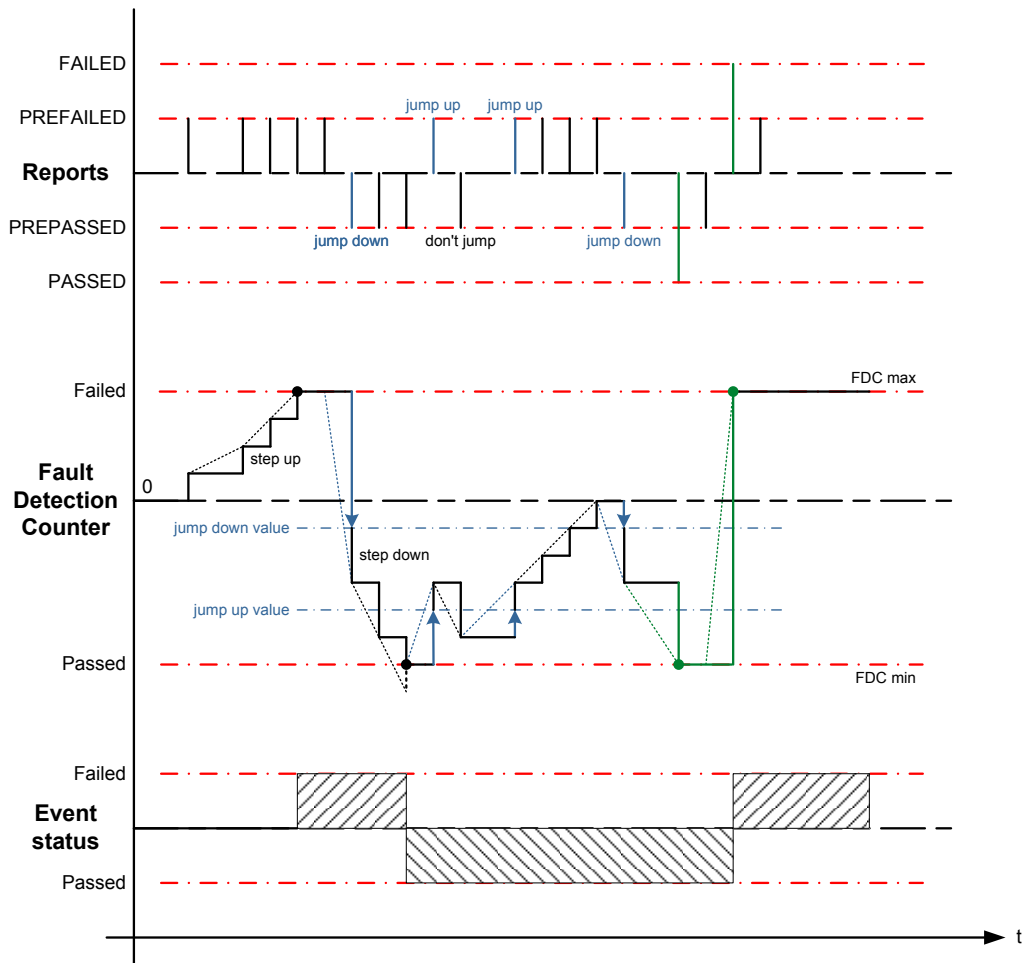 FAILED
PREFAILED
jump up
jump up
Reports
PREPASSED
jump down
don't jump
jump down
PASSED
Failed
FDC max
step up
0
Fault
Detection
Counter
jump down value
step down
jump up value
Passed
FDC min
Failed
Event
status
Passed
t